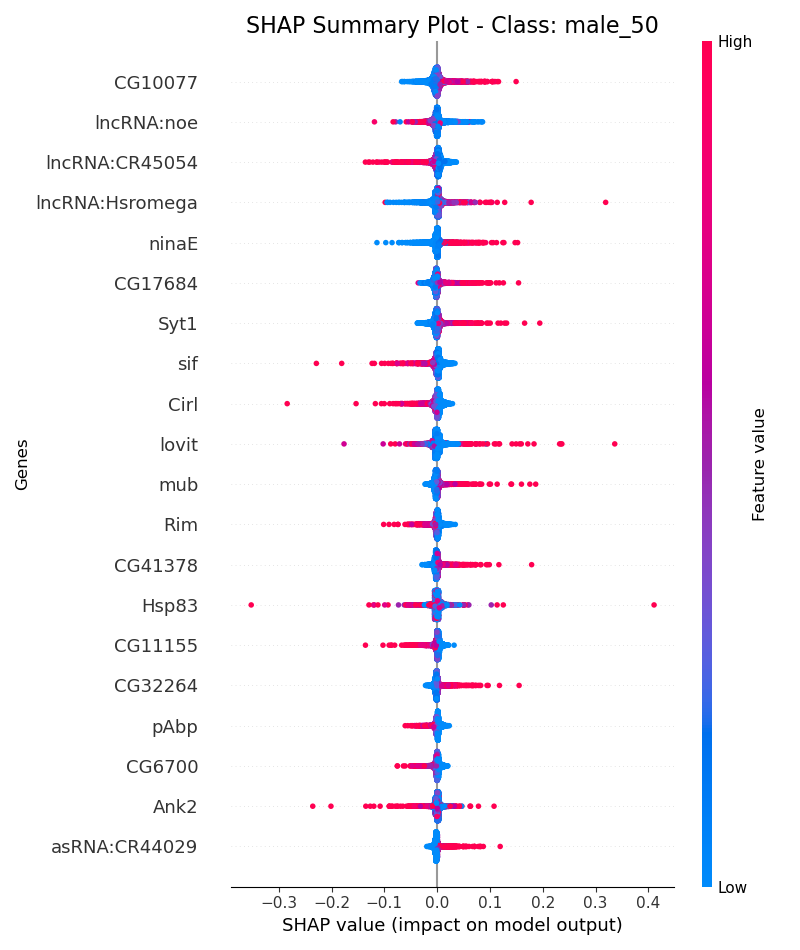 SHAP Summary Plot - Class: male_50
High
CG10077
lncRNA:noe
lncRNA:CR45054
lncRNA:Hsromega
ninaE
CG17684
Syt1
sif
Cirl
lovit
mub
Rim
CG41378
Hsp83
CG11155
CG32264
pAbp
CG6700
Ank2
asRNA:CR44029
Genes
Feature value
Low
−0.3 −0.2 −0.1 0.0 0.1 0.2 0.3 0.4
SHAP value (impact on model output)